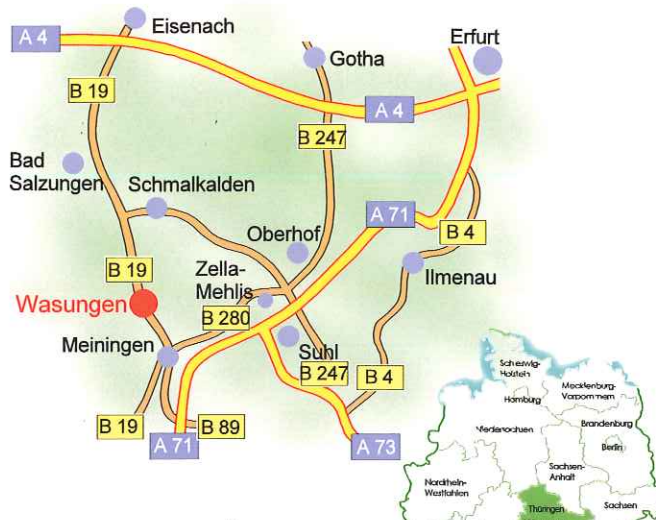 Eisenach
A 4
Gotha
Erfurt
B 19
A 4
B 247
Bad
Salzungen
Schmalkalden
A 71
B 4
Oberhof
B 19
Zella-
Mehlis
Ilmenau
Wasungen
B 280
Meiningen
Suhl
B 247
B 4
B 19
B 89
A 71
A 73
Schleswig-
Holstein
Mecklenburg-
Vorpommern
Hamburg
Niedersachsen
Brandenburg
Berlin
Sachsen-
Anhalt
Nordrhein-
Westfahlen
Thüringen
Sachsen